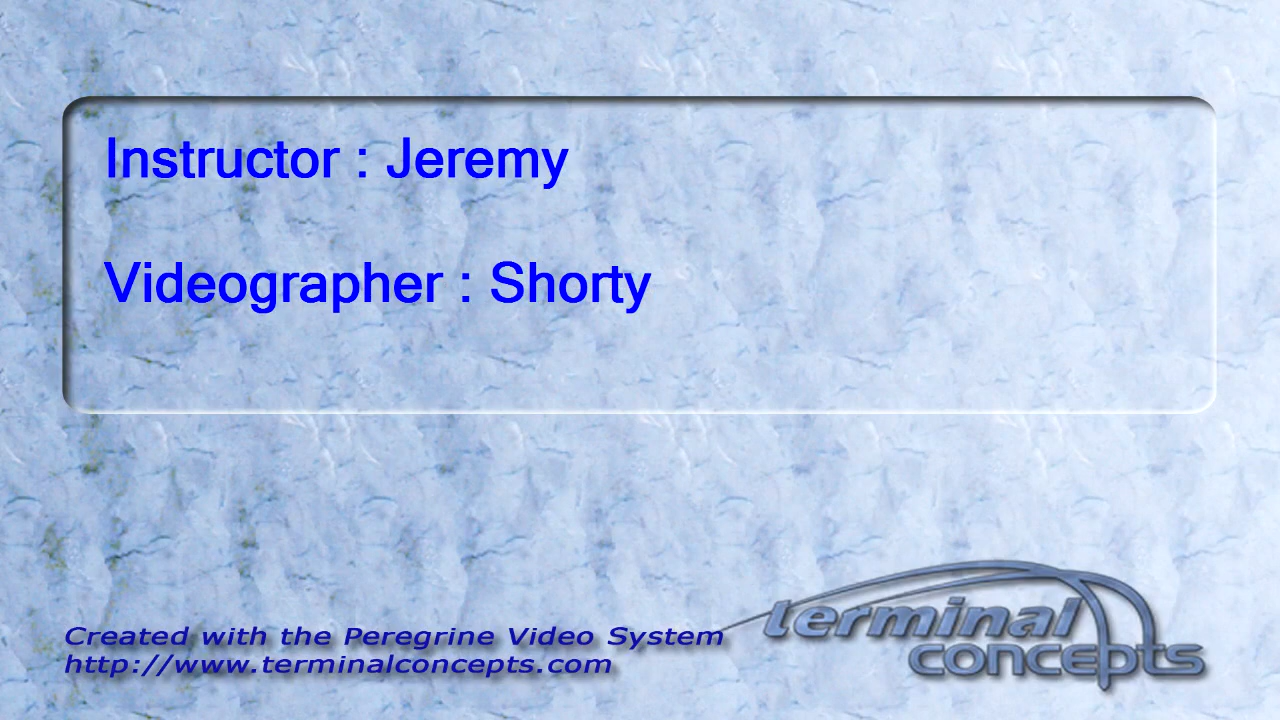 Instructor : Jeremy
Videographer : Shorty
terminal
concepts
Created with the Peregrine Video System
http://www.terminalconcepts.com